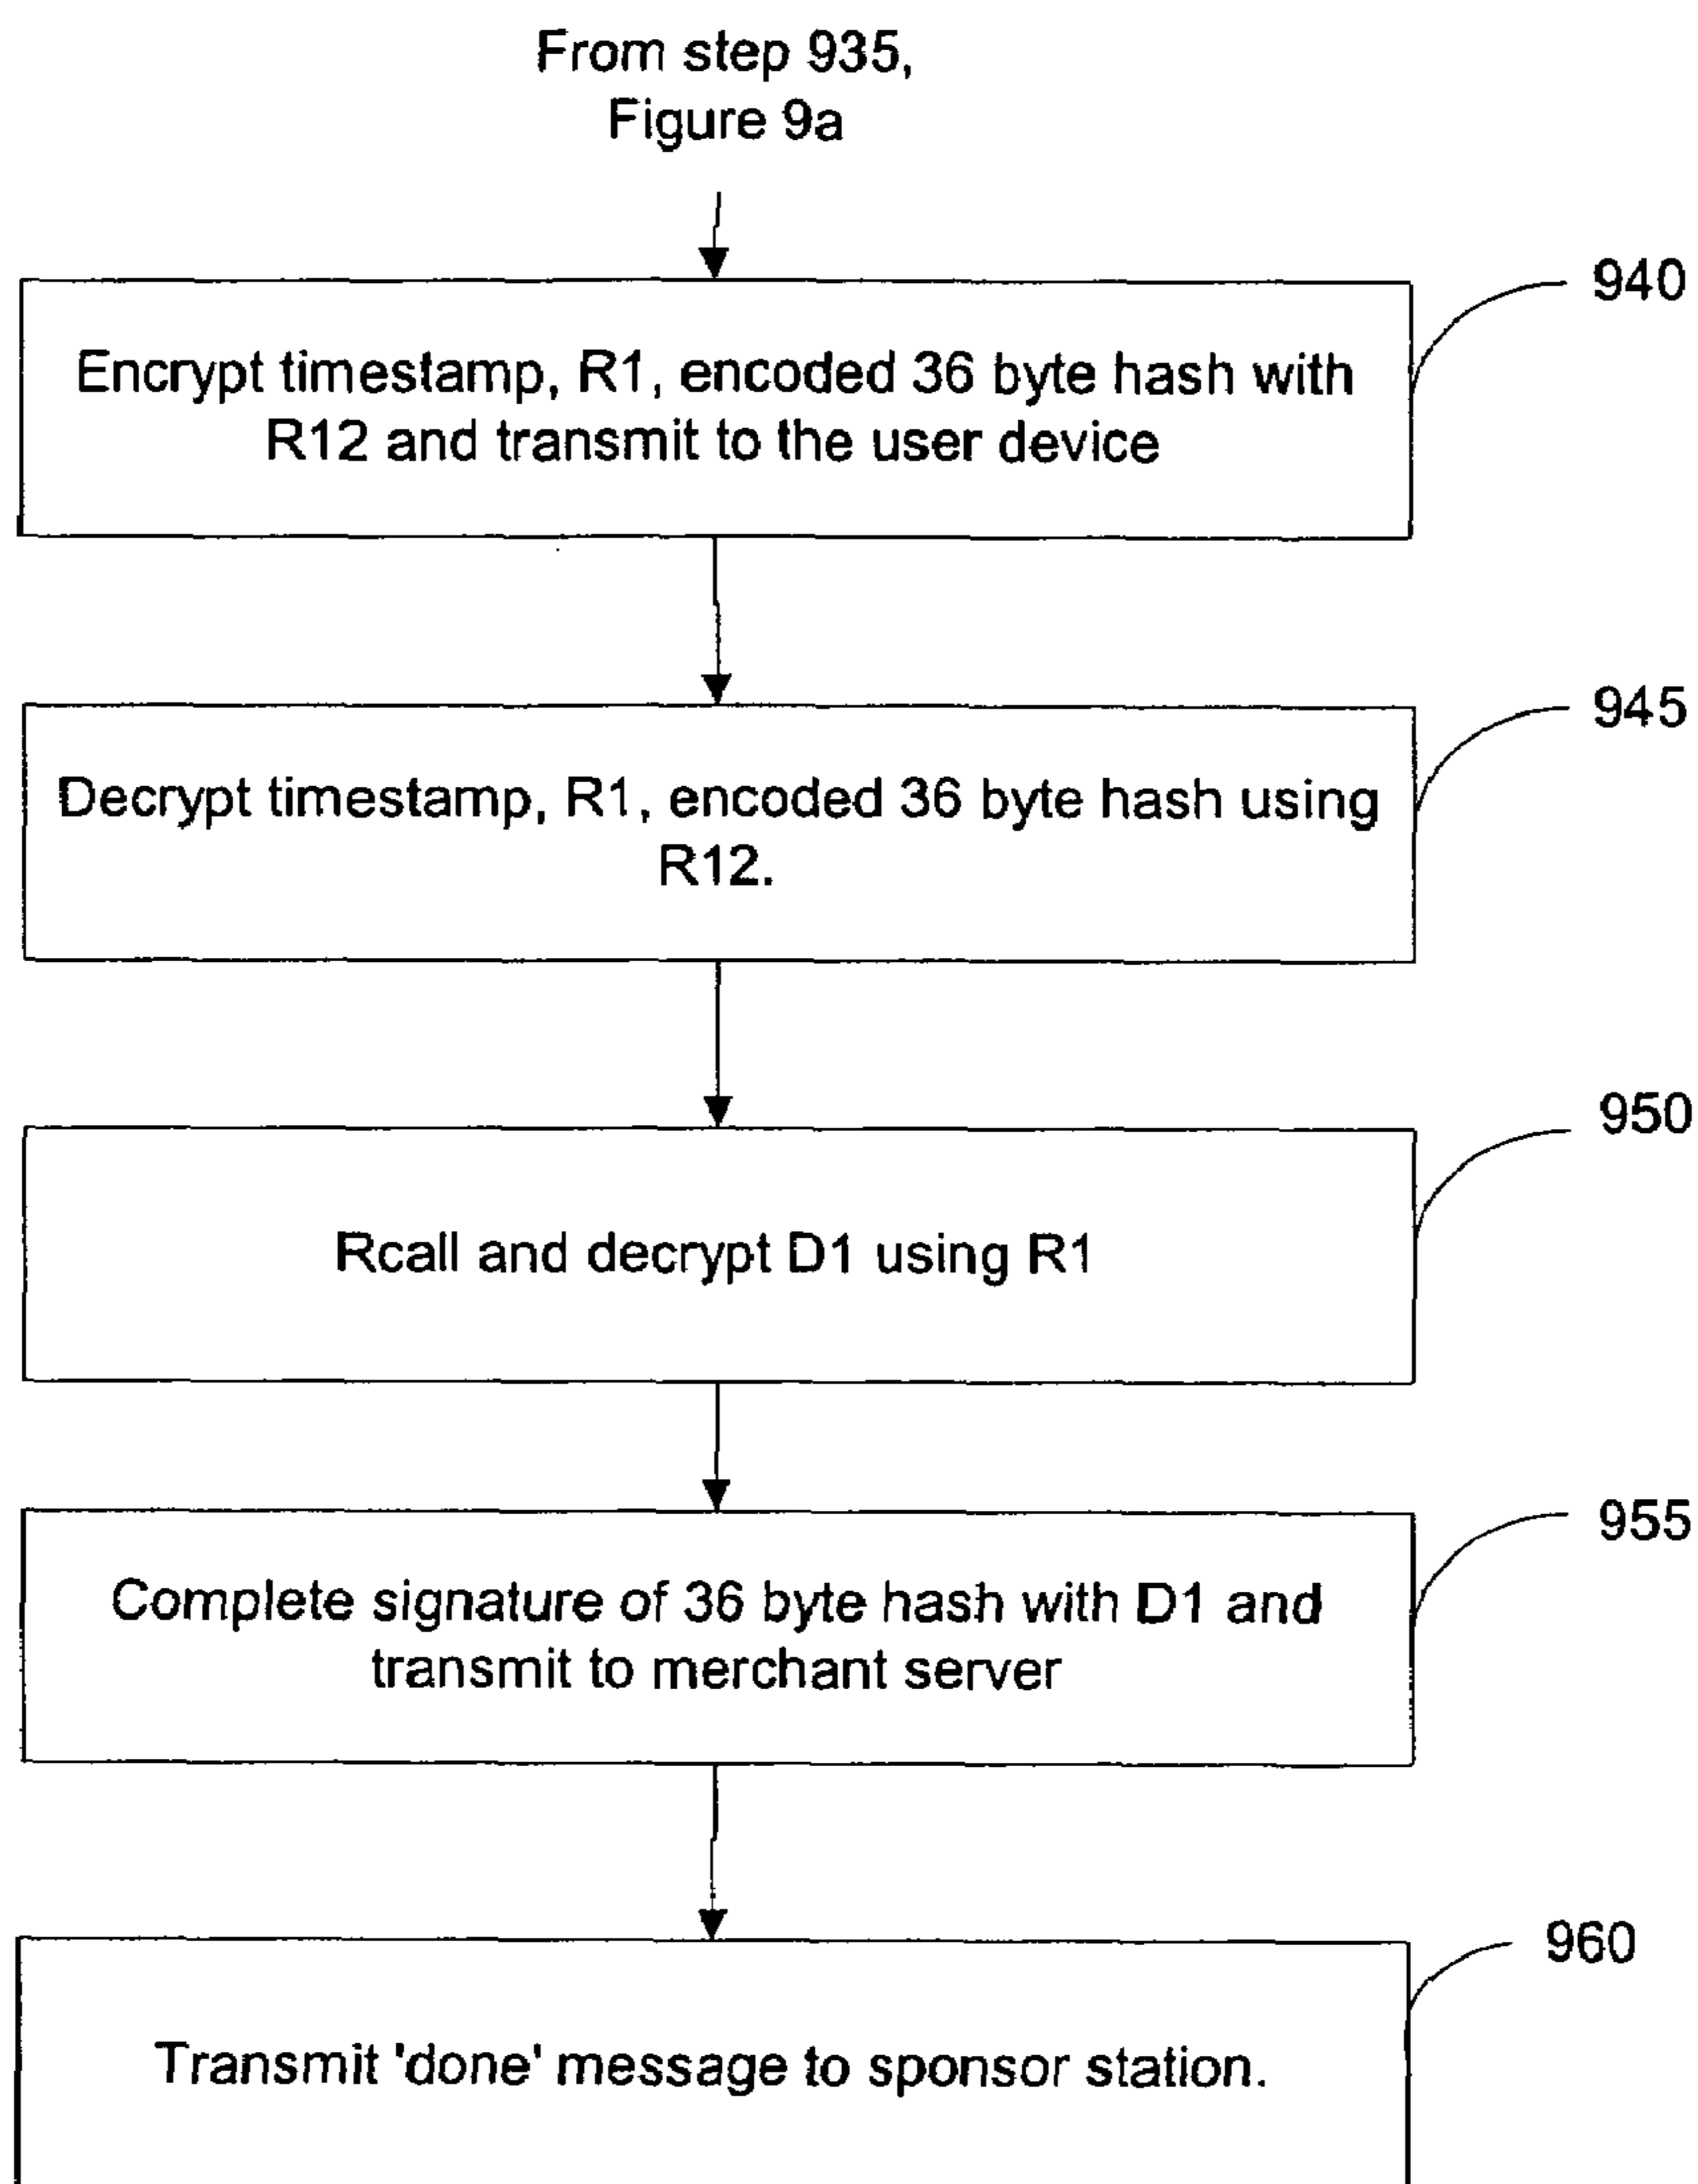 From step 935,
Figure 9a
940
Encrypt timestamp, R1, encoded 36 byte hash with
R12 and transmit to the user device
945
Decrypt timestamp, R1, encoded 36 byte hash using
R12.
950
Rcall and decrypt D1 using R1
955
Complete signature of 36 byte hash with D1 and
transmit to merchant server
960
Transmit 'done' message to sponsor station.